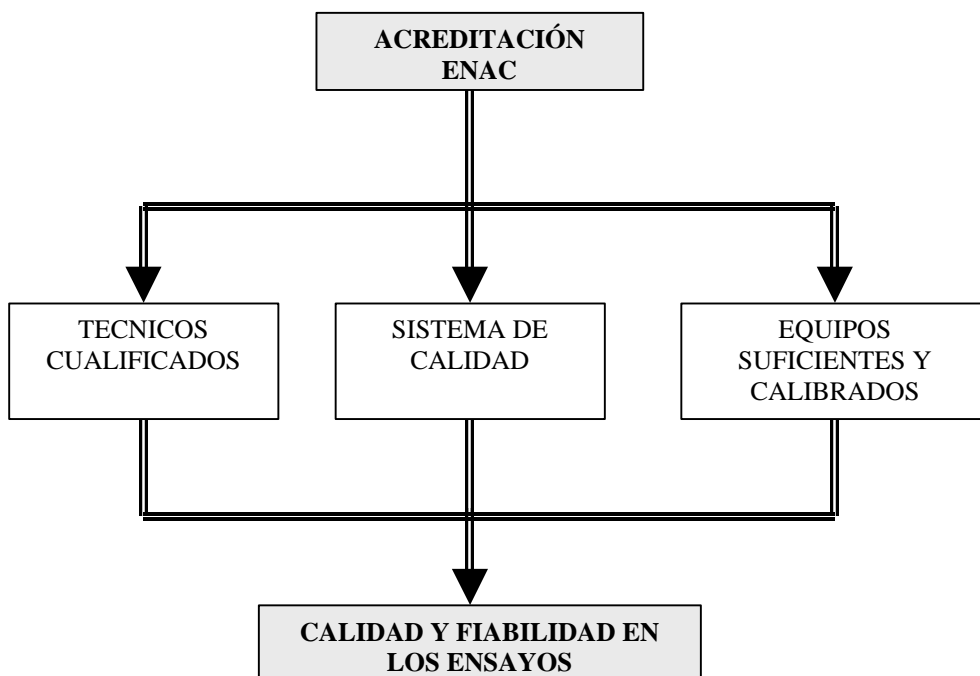 ACREDITACIÓN
ENAC
TECNICOS
CUALIFICADOS
SISTEMA DE
CALIDAD
EQUIPOS
SUFICIENTES Y
CALIBRADOS
CALIDAD Y FIABILIDAD EN
LOS ENSAYOS